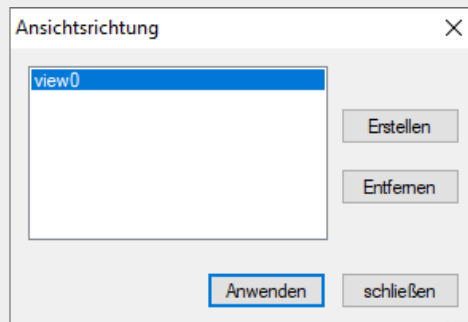 Ansichtsrichtung
view0
Erstellen
Entfernen
Anwenden
schließen